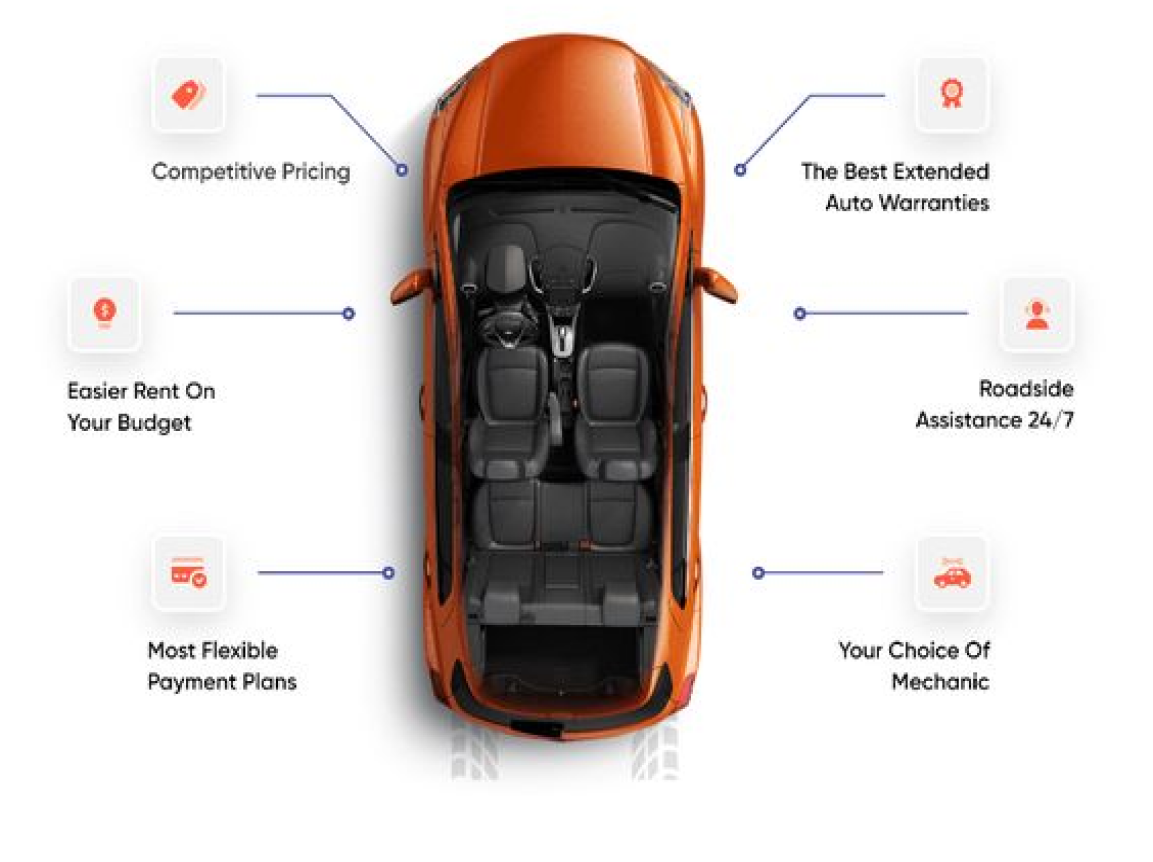 Competitive Pricing
The Best Extended
Auto Warranties
Easier Rent On
Your Budget
Roadside
Assistance 24/7
Most Flexible
Payment Plans
Your Choice Of
Mechanic